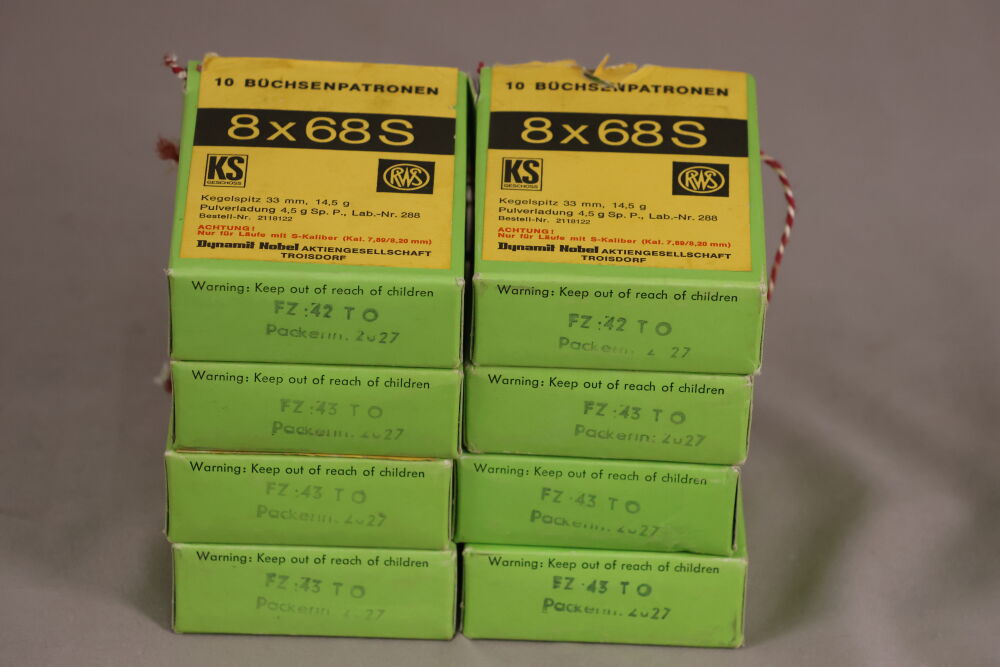 10 BÜCHSENPATRONEN
8x68S
KS
GESCHOSS
RWS
Kegelspitz 33 mm, 14,5 g
Pulverladung 4,5 g Sp. P., Lab.-Nr. 288
Bestell-Nr. 2118122
ACHTUNG!
Nur für Läufe mit S-Kaliber (Kal. 7,89/8,20 mm)
Dynamit Nobel AKTIENGESELLSCHAFT
TROISDORF
Warning: Keep out of reach of children
FZ :42 T O
Packerin: 2027
10 BÜCHSENPATRONEN
8x68S
KS
GESCHOSS
RWS
Kegelspitz 33 mm, 14,5 g
Pulverladung 4,5 g Sp. P., Lab.-Nr. 288
Bestell-Nr. 2118122
ACHTUNG!
Nur für Läufe mit S-Kaliber (Kal. 7,89/8,20 mm)
Dynamit Nobel AKTIENGESELLSCHAFT
TROISDORF
Warning: Keep out of reach of children
FZ :42 T O
Warning: Keep out of reach of children
FZ :43 T O
Packerin: 2027
Warning: Keep out of reach of children
FZ :43 T O
Packerin: 2027
Warning: Keep out of reach of children
FZ :43 T O
Packerin: 2027
Warning: Keep out of reach of children
FZ :43 T O
Packerin: 2027
Warning: Keep out of reach of children
FZ :43 T O
Packerin: 2027
Warning: Keep out of reach of children
FZ :43 T O
Packerin: 2027